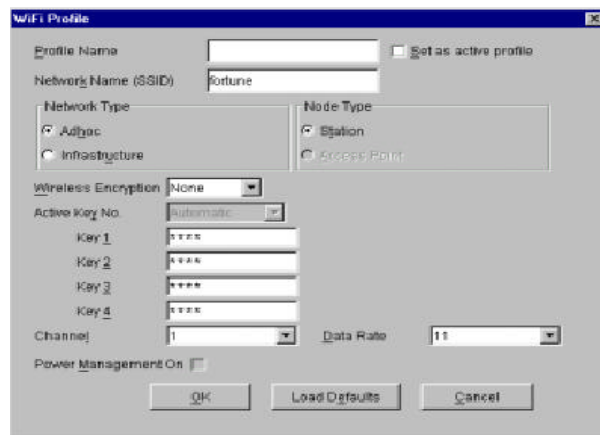 WiFi Profile
Profile Name
Set as active profile
Network Name (SSID) fortune
Network Type
Adhoc
Infrastructure
Node Type
Station
Access Point
Wireless Encryption None
Active Key No. Automatic
Key 1 ****
Key 2 ****
Key 3 ****
Key 4 ****
Channel 1 Data Rate 11
Power Management On
OK Load Defaults Cancel